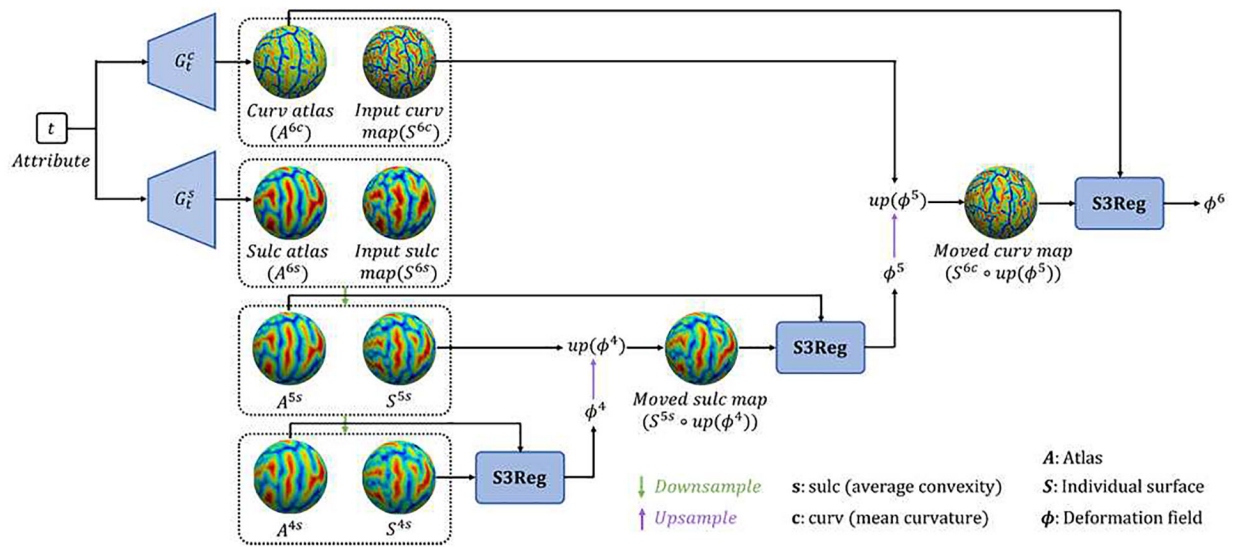 G_t^c
Curv atlas
(A^{6c})
Input curv
map(S^{6c})
t
Attribute
G_t^s
Sulc atlas
(A^{6s})
Input sulc
map(S^{6s})
up(ϕ^5)
Moved curv map
(S^{6c} ∘ up(ϕ^5))
S3Reg
ϕ^6
ϕ^5
A^{5s}
S^{5s}
up(ϕ^4)
Moved sulc map
(S^{5s} ∘ up(ϕ^4))
S3Reg
ϕ^4
A^{4s}
S^{4s}
S3Reg
Downsample
Upsample
s: sulc (average convexity)
c: curv (mean curvature)
A: Atlas
S: Individual surface
ϕ: Deformation field